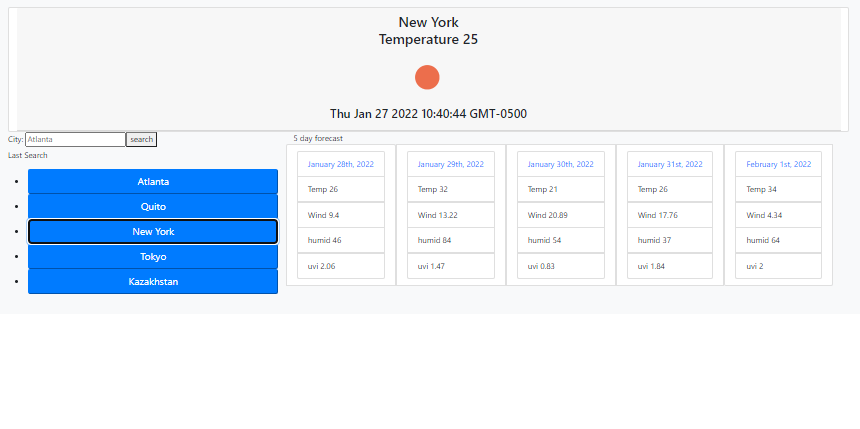 New York
Temperature 25
Thu Jan 27 2022 10:40:44 GMT-0500
City: Atlanta search
Last Search
Atlanta
Quito
New York
Tokyo
Kazakhstan
5 day forecast
January 28th, 2022
Temp 26
Wind 9.4
humid 46
uvi 2.06
January 29th, 2022
Temp 32
Wind 13.22
humid 84
uvi 1.47
January 30th, 2022
Temp 21
Wind 20.89
humid 54
uvi 0.83
January 31st, 2022
Temp 26
Wind 17.76
humid 37
uvi 1.84
February 1st, 2022
Temp 34
Wind 4.34
humid 64
uvi 2